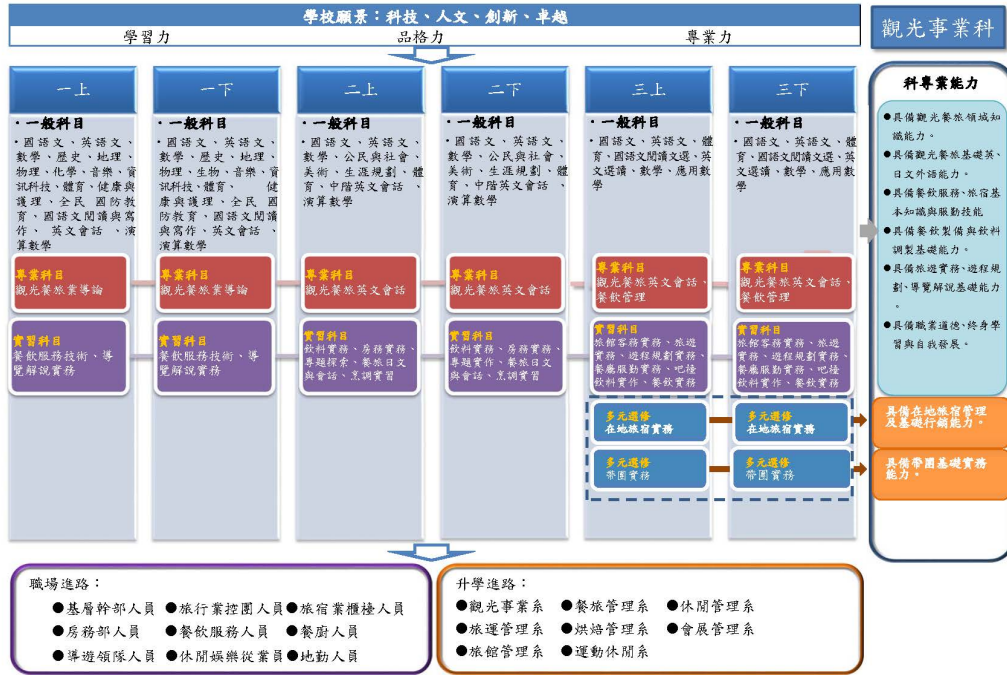 學校願景：科技、人文、創新、卓越
學習力 品格力 專業力
觀光事業科
一上
・一般科目
・國語文、英語文、
數學、歷史、地理、
物理、化學、音樂、資
訊科技、體育、健康與
護理、全民 國防教
育、國語文閱讀與寫
作、 英文會話 、演
算數學
專業科目
觀光餐旅業導論
實習科目
餐飲服務技術、導
覽解說實務
一下
・一般科目
・國語文、英語文、
數學、歷史、地理、
物理、生物、音樂、資
訊科技、體育、 健
康與護理、全民 國
防教育、國語文閱讀
與寫作、 英文會話 、
演算數學
專業科目
觀光餐旅業導論
實習科目
餐飲服務技術、導
覽解說實務
二上
・一般科目
・國語文、英語文、
數學、公民與社會、
美術、生涯規劃、體
育、中階英文會話 、
演算數學
專業科目
觀光餐旅英文會話
實習科目
飲料實務、房務實務、
專題探索、餐旅日文
與會話、烹調實習
二下
・一般科目
・國語文、英語文、
數學、公民與社會、
美術、生涯規劃、體
育、中階英文會話 、
演算數學
專業科目
觀光餐旅英文會話
實習科目
飲料實務、房務實務、
專題實作、餐旅日文
與會話、烹調實習
三上
・一般科目
・國語文、英語文、體
育、國語文閱讀文選、英
文選讀、數學、應用數
學
專業科目
觀光餐旅英文會話、
餐飲管理
實習科目
旅館客務實務、旅遊
實務、遊程規劃實務、
餐廳服勤實務、吧檯
飲料實作、餐飲實務
多元選修
在地旅宿實務
多元選修
帶團實務
三下
・一般科目
・國語文、英語文、體
育、國語文閱讀文選、英
文選讀、數學、應用數
學
專業科目
觀光餐旅英文會話、
餐飲管理
實習科目
旅館客務實務、旅遊
實務、遊程規劃實務、
餐廳服勤實務、吧檯
飲料實作、餐飲實務
多元選修
在地旅宿實務
多元選修
帶團實務
科專業能力
●具備觀光餐旅領域知
識能力。
●具備觀光餐旅基礎英、
日文外語能力。
●具備餐飲服務、旅宿基
本知識與服勤技能
●具備餐飲製備與飲料
調製基礎能力。
●具備旅遊實務、遊程規
劃、導覽解說基礎能力
。
●具備職業道德、終身學
習與自我發展。
具備在地旅宿管理
及基礎行銷能力。
具備帶團基礎實務
能力。
職場進路：
●基層幹部人員 ●旅行業控團人員 ●旅宿業櫃檯人員
●房務部人員 ●餐飲服務人員 ●餐廚人員
●導遊領隊人員 ●休閒娛樂從業員 ●地勤人員
升學進路：
●觀光事業系 ●餐旅管理系 ●休閒管理系
●旅運管理系 ●烘焙管理系 ●會展管理系
●旅館管理系 ●運動休閒系